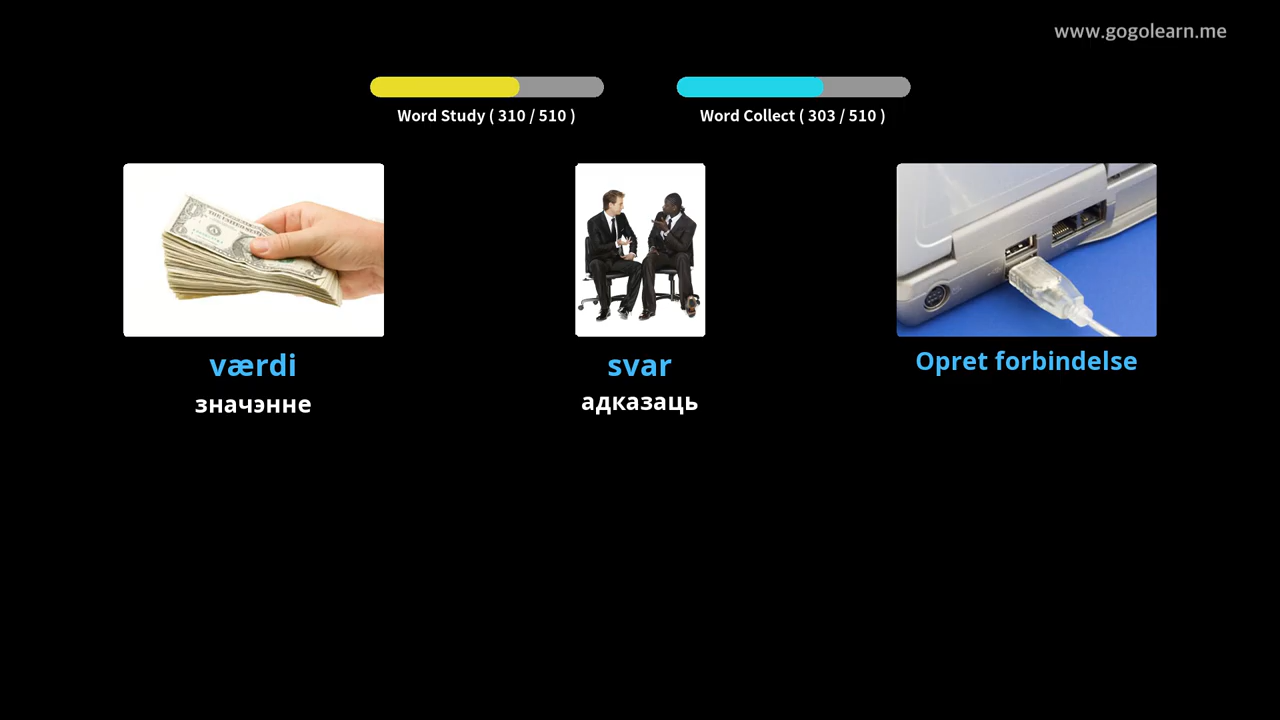 www.gogolearn.me
Word Study ( 310 / 510 )
Word Collect ( 303 / 510 )
værdi
значэнне
svar
адказаць
Opret forbindelse